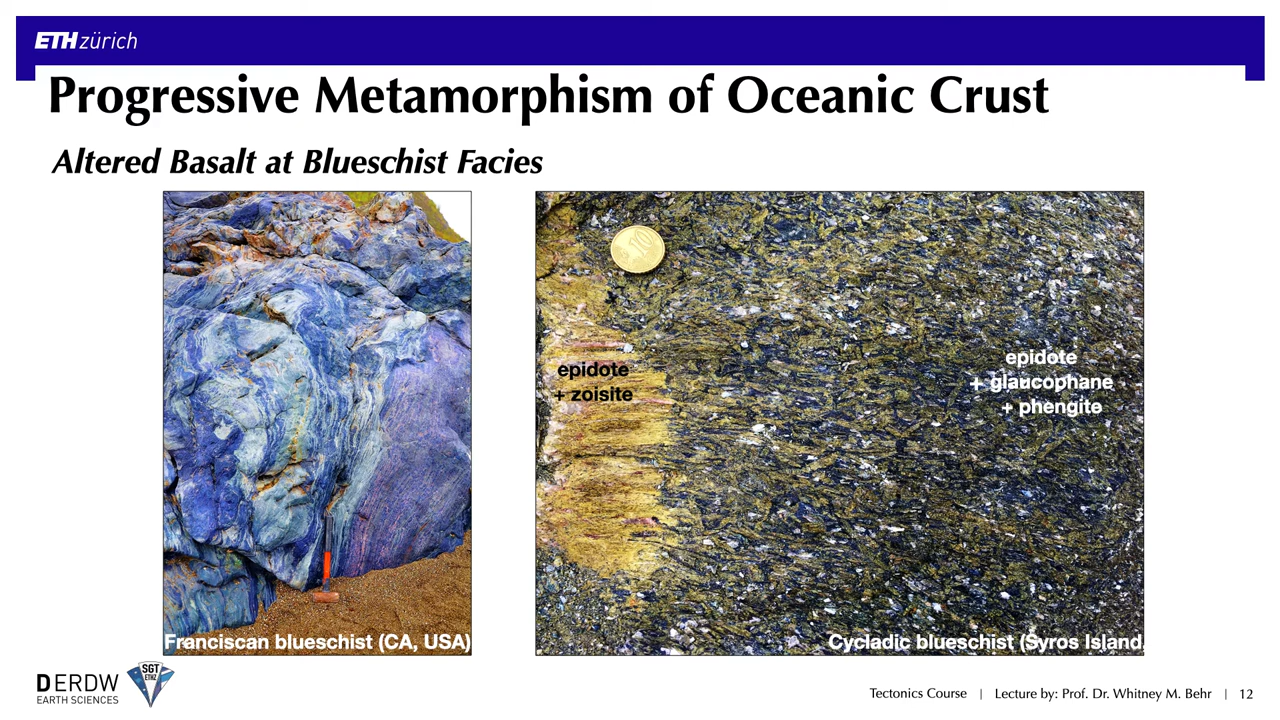 ETH zürich
Progressive Metamorphism of Oceanic Crust
Altered Basalt at Blueschist Facies
10
epidote
+ zoisite
epidote
+ glaucophane
+ phengite
Franciscan blueschist (CA, USA)
Cycladic blueschist (Syros Island,
DERDW
EARTH SCIENCES
SGT
ETHZ
Tectonics Course | Lecture by: Prof. Dr. Whitney M. Behr | 12